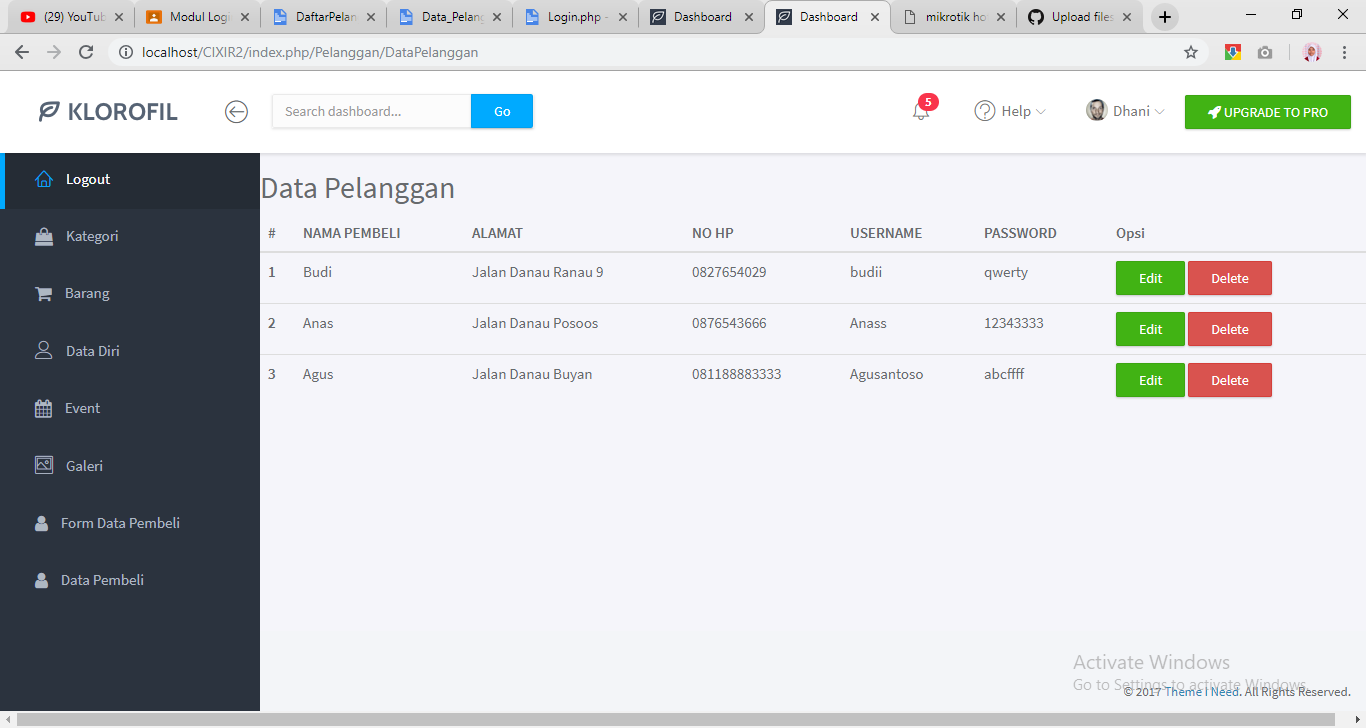 (29) YouTub Modul Logi DaftarPelan Data_Pelang Login.php - Dashboard Dashboard mikrotik ho Upload files
localhost/CIXIR2/index.php/Pelanggan/DataPelanggan
KLOROFIL Search dashboard... Go 5 Help Dhani UPGRADE TO PRO
Logout
Kategori
Barang
Data Diri
Event
Galeri
Form Data Pembeli
Data Pembeli
Data Pelanggan
# NAMA PEMBELI ALAMAT NO HP USERNAME PASSWORD Opsi
1 Budi Jalan Danau Ranau 9 0827654029 budii qwerty Edit Delete
2 Anas Jalan Danau Posoos 0876543666 Anass 12343333 Edit Delete
3 Agus Jalan Danau Buyan 081188883333 Agusantoso abcffff Edit Delete
Activate Windows
Go to Settings to activate Windows.
© 2017 Theme I Need. All Rights Reserved.